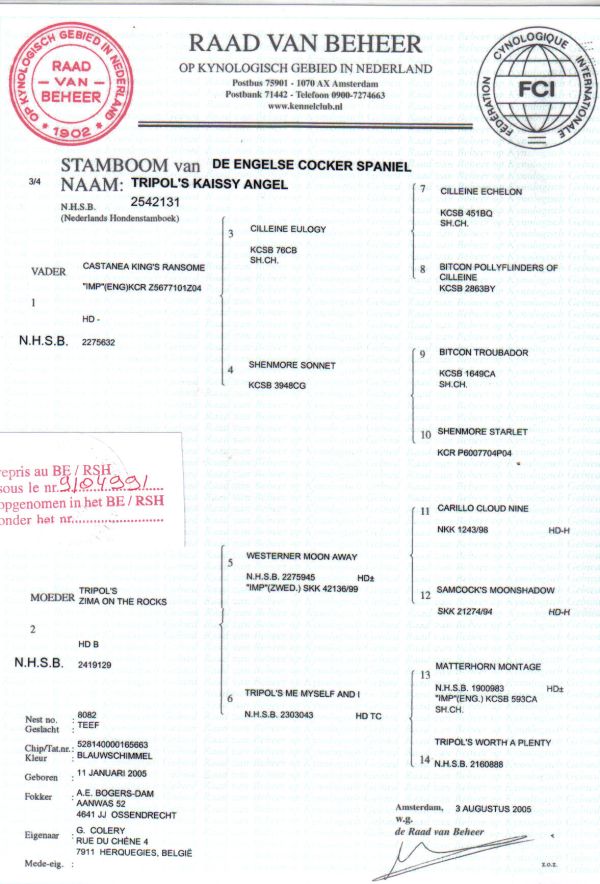 OP KYNOLOGISCH GEBIED IN NEDERLAND
RAAD
VAN
BEHEER
1902
RAAD VAN BEHEER
OP KYNOLOGISCH GEBIED IN NEDERLAND
Postbus 75901 - 1070 AX Amsterdam
Postbank 71442 - Telefoon 0900-7274663
www.kennelclub.nl
FÉDÉRATION CYNOLOGIQUE INTERNATIONALE
FCI
STAMBOOM van DE ENGELSE COCKER SPANIEL
3/4 NAAM: TRIPOL'S KAISSY ANGEL
N.H.S.B. 2542131
(Nederlands Hondenstamboek)
VADER CASTANEA KING'S RANSOME
1 "IMP"(ENG)KCR Z5677101Z04
HD -
N.H.S.B. 2275632
3 CILLEINE EULOGY
KCSB 76CB
SH.CH.
4 SHENMORE SONNET
KCSB 3948CG
7 CILLEINE ECHELON
KCSB 451BQ
SH.CH.
8 BITCON POLLYFLINDERS OF
CILLEINE
KCSB 2863BY
9 BITCON TROUBADOR
KCSB 1649CA
SH.CH.
10 SHENMORE STARLET
KCR P6007704P04
repris au BE / RSH
sous le nr. 9/04991
opgenomen in het BE / RSH
onder het nr.
MOEDER TRIPOL'S
ZIMA ON THE ROCKS
2
HD B
N.H.S.B. 2419129
5 WESTERNER MOON AWAY
N.H.S.B. 2275945 HD±
"IMP"(ZWED.) SKK 42136/99
6 TRIPOL'S ME MYSELF AND I
N.H.S.B. 2303043 HD TC
11 CARILLO CLOUD NINE
NKK 1243/98 HD-H
12 SAMCOCK'S MOONSHADOW
SKK 21274/94 HD-H
13 MATTERHORN MONTAGE
N.H.S.B. 1900983 HD±
"IMP"(ENG.) KCSB 593CA
SH.CH.
TRIPOL'S WORTH A PLENTY
14 N.H.S.B. 2160888
Nest no. : 8082
Geslacht : TEEF
Chip/Tat.nr.: 528140000165663
Kleur : BLAUWSCHIMMEL
Geboren : 11 JANUARI 2005
Fokker : A.E. BOGERS-DAM
AANWAS 52
4641 JJ OSSENDRECHT
Eigenaar : G. COLERY
RUE DU CHÊNE 4
7911 HERQUEGIES, BELGIË
Mede-eig. :
Amsterdam, 3 AUGUSTUS 2005
w.g.
de Raad van Beheer
z.o.z.